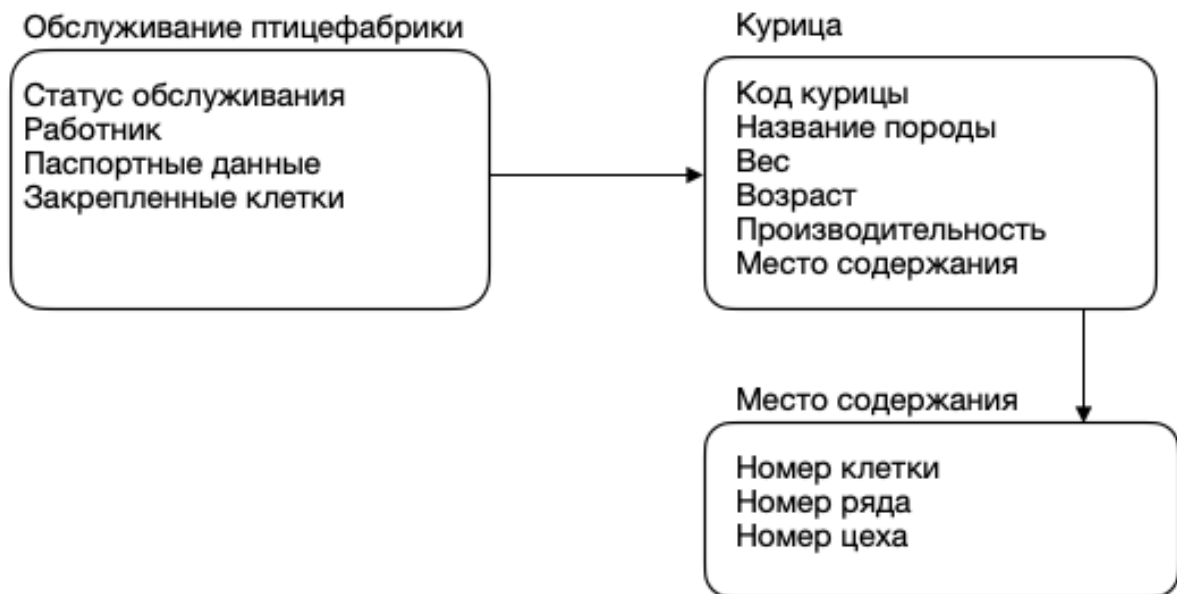 Обслуживание птицефабрики
Статус обслуживания
Работник
Паспортные данные
Закрепленные клетки
Курица
Код курицы
Название породы
Вес
Возраст
Производительность
Место содержания
Место содержания
Номер клетки
Номер ряда
Номер цеха